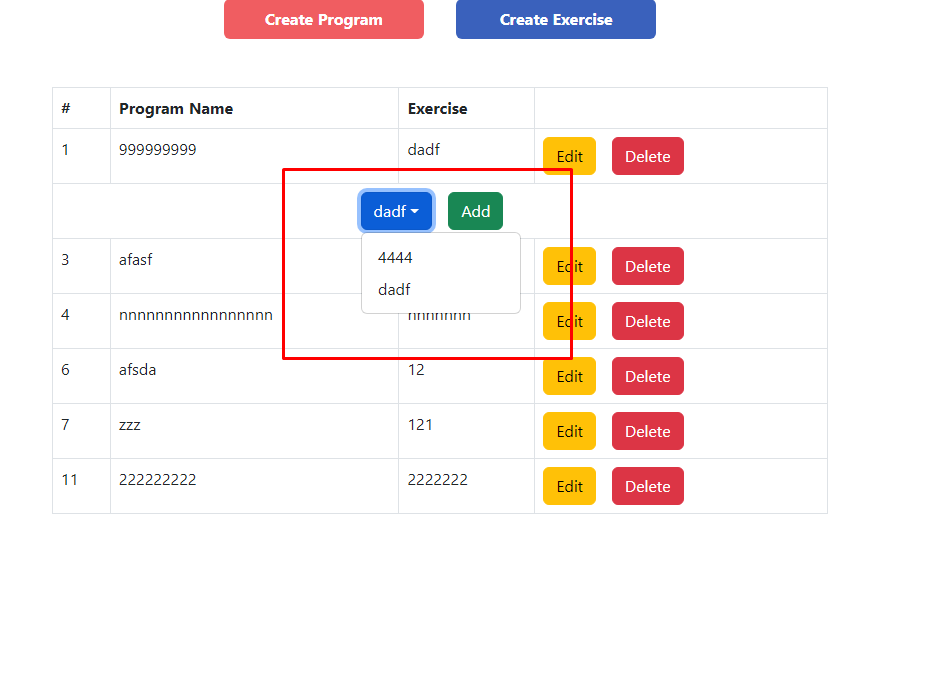 Create Program Create Exercise
# Program Name Exercise
1 999999999 dadf Edit Delete
dadf Add
4444
3 afasf Edit Delete
dadf
4 nnnnnnnnnnnnnnnnn nnnnnnn Edit Delete
6 afsda 12 Edit Delete
7 zzz 121 Edit Delete
11 222222222 2222222 Edit Delete